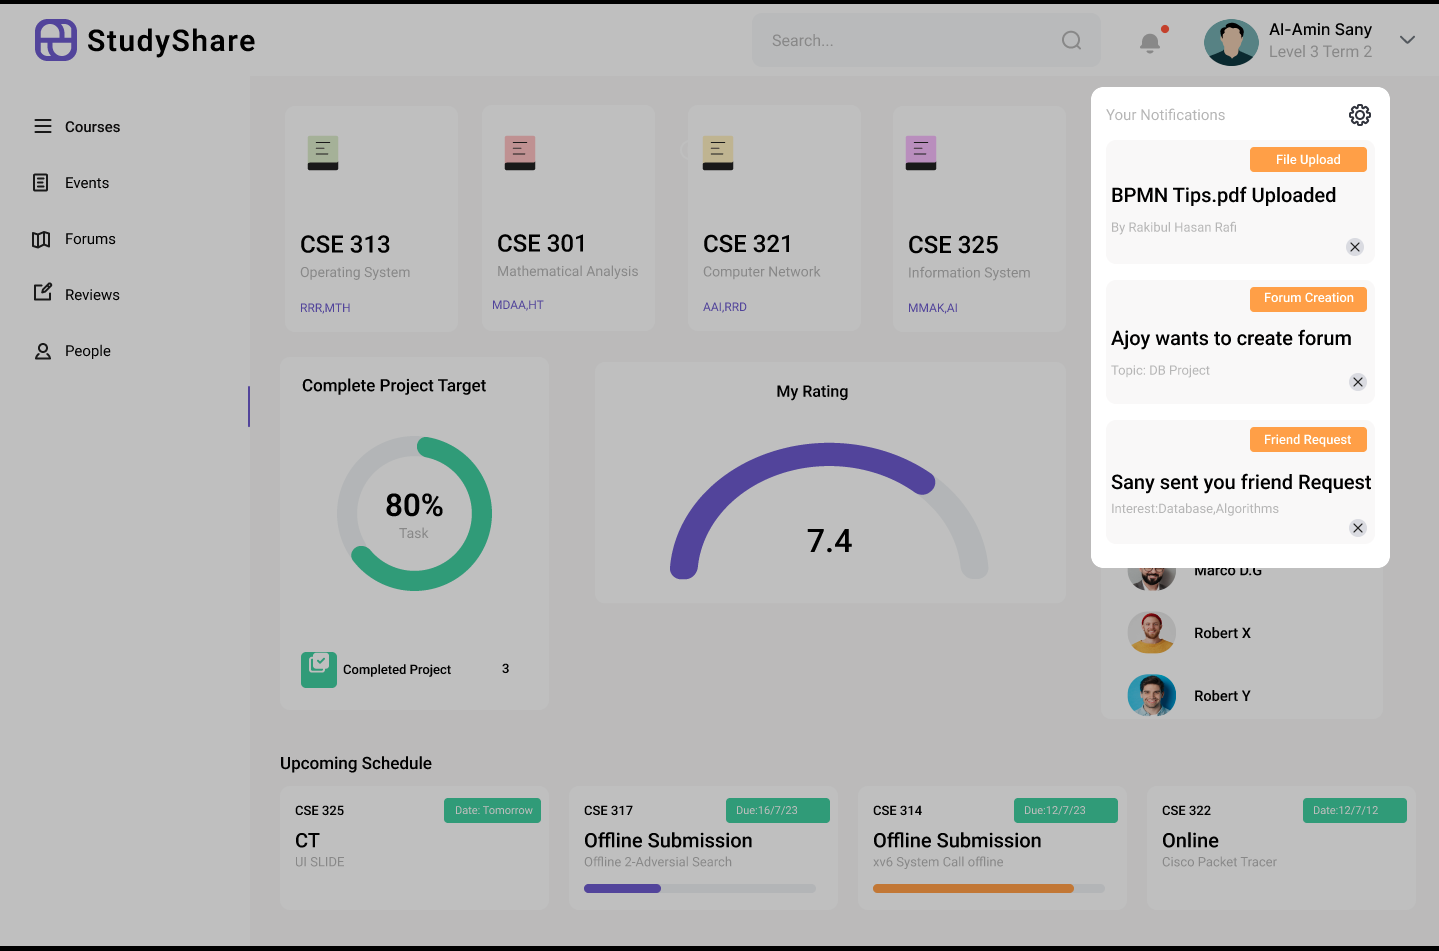 StudyShare
Search...
Al-Amin Sany
Level 3 Term 2
Courses
Events
Forums
Reviews
People
CSE 313
Operating System
RRR,MTH
CSE 301
Mathematical Analysis
MDAA,HT
CSE 321
Computer Network
AAI,RRD
CSE 325
Information System
MMAK,AI
Your Notifications
File Upload
BPMN Tips.pdf Uploaded
By Rakibul Hasan Rafi
Forum Creation
Ajoy wants to create forum
Topic: DB Project
Friend Request
Sany sent you friend Request
Interest:Database,Algorithms
Complete Project Target
80%
Task
Completed Project
3
My Rating
7.4
Marco D.G
Robert X
Robert Y
Upcoming Schedule
CSE 325
Date: Tomorrow
CT
UI SLIDE
CSE 317
Due:16/7/23
Offline Submission
Offline 2-Adversial Search
CSE 314
Due:12/7/23
Offline Submission
xv6 System Call offline
CSE 322
Date:12/7/12
Online
Cisco Packet Tracer